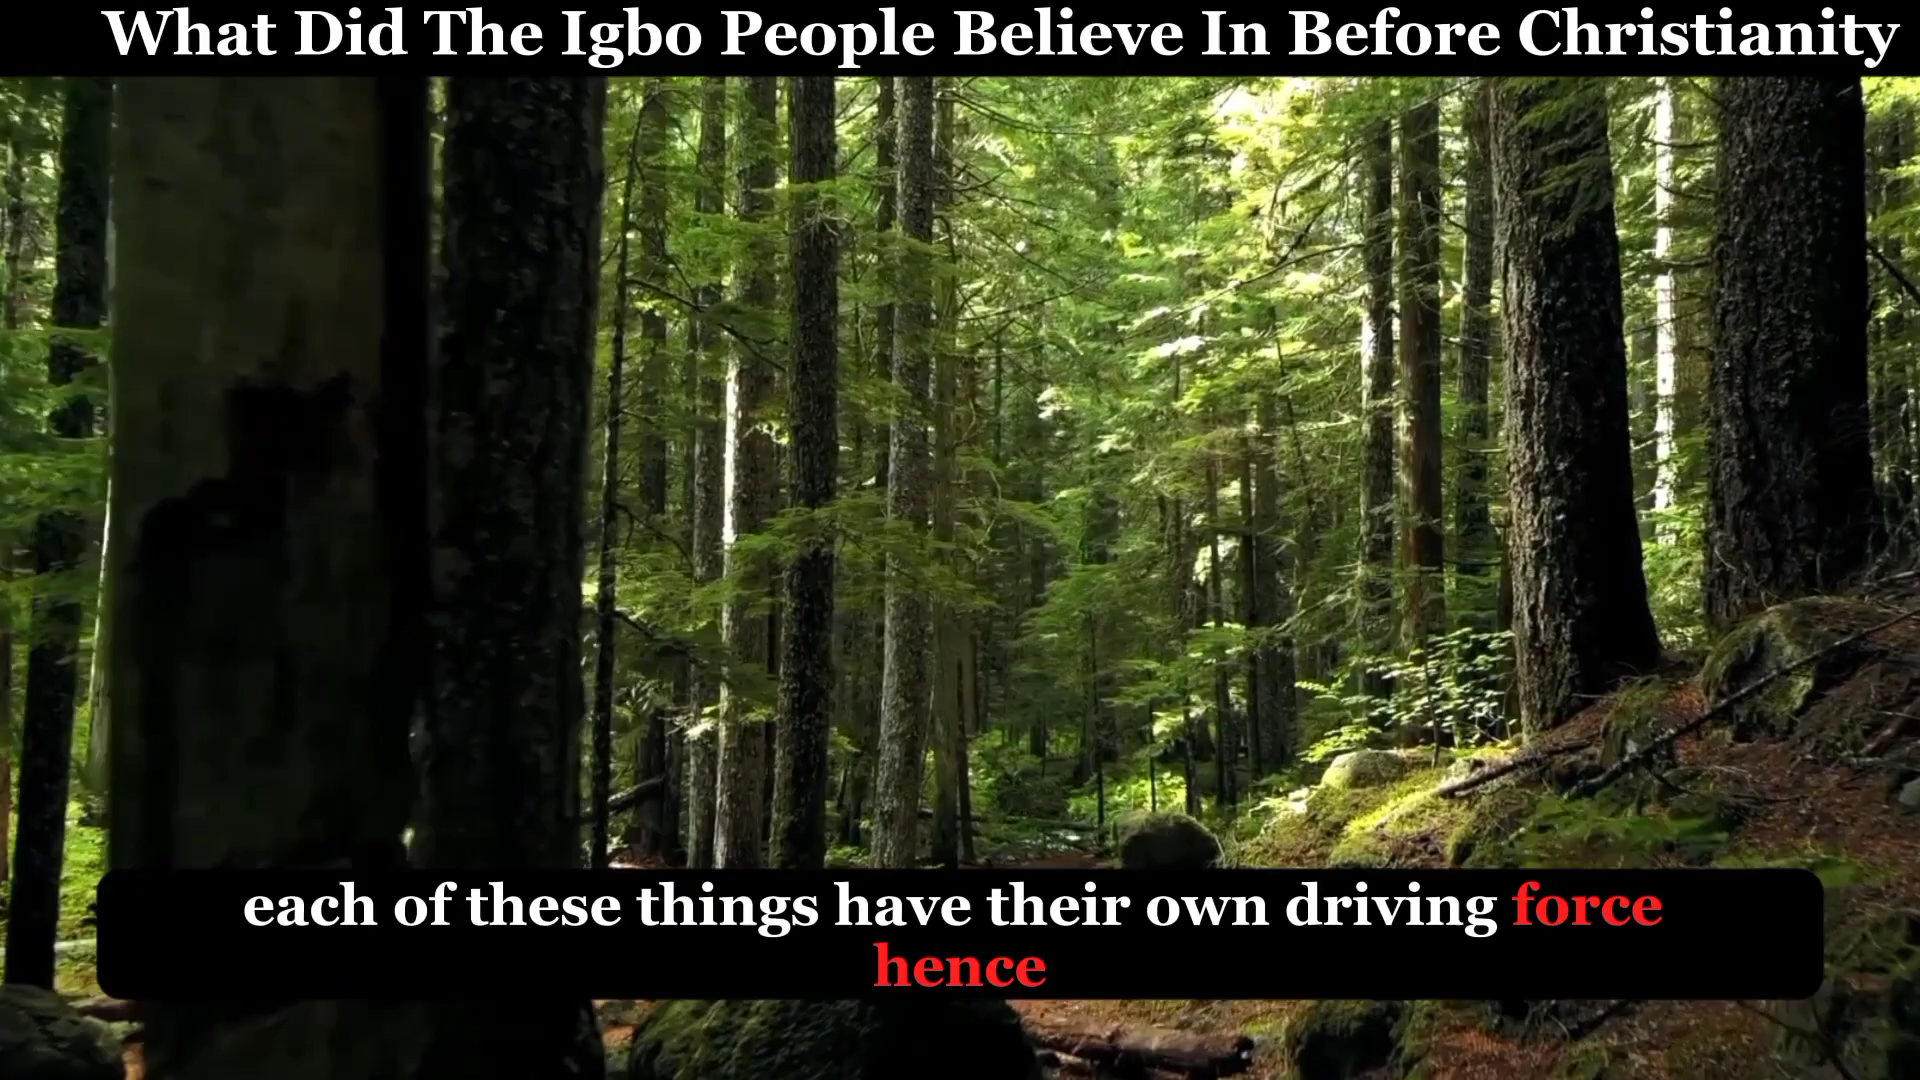 What Did The Igbo People Believe In Before Christianity
each of these things have their own driving force
hence